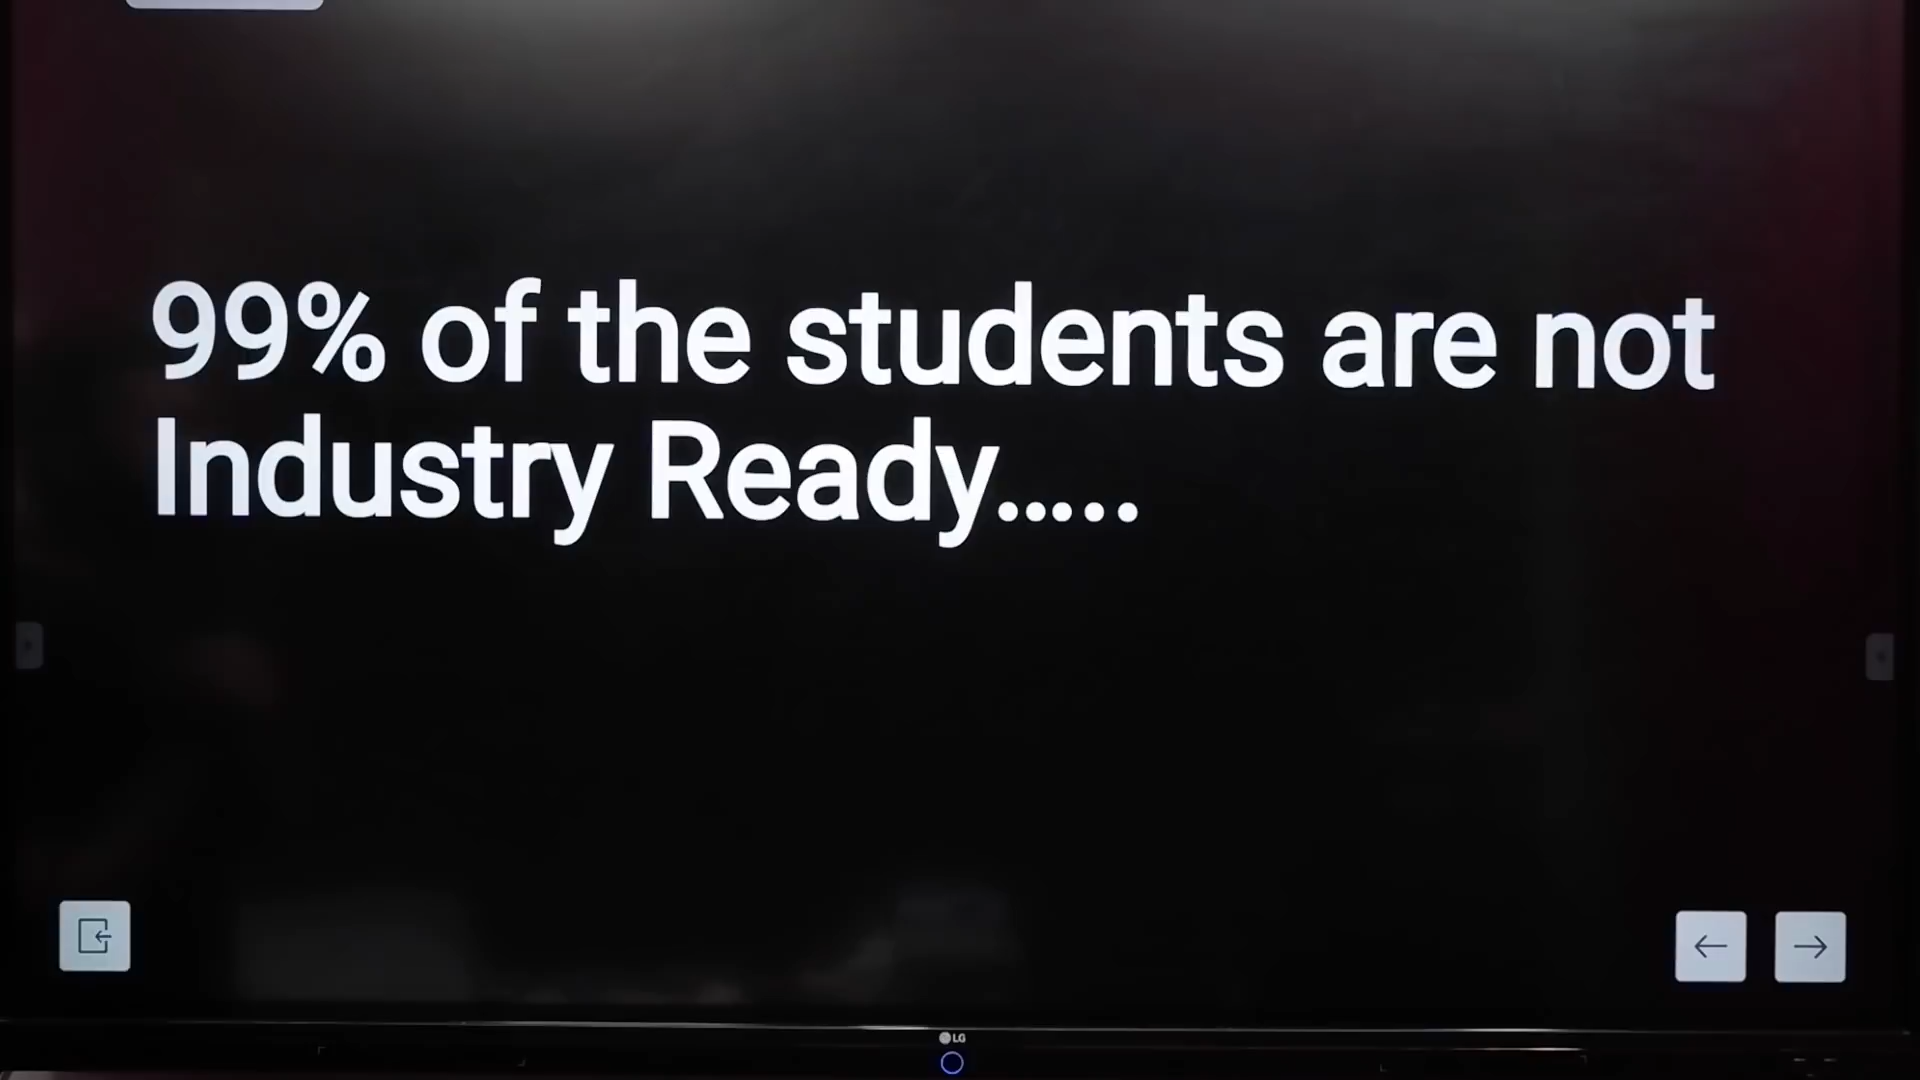 99% of the students are not
Industry Ready.....
LG